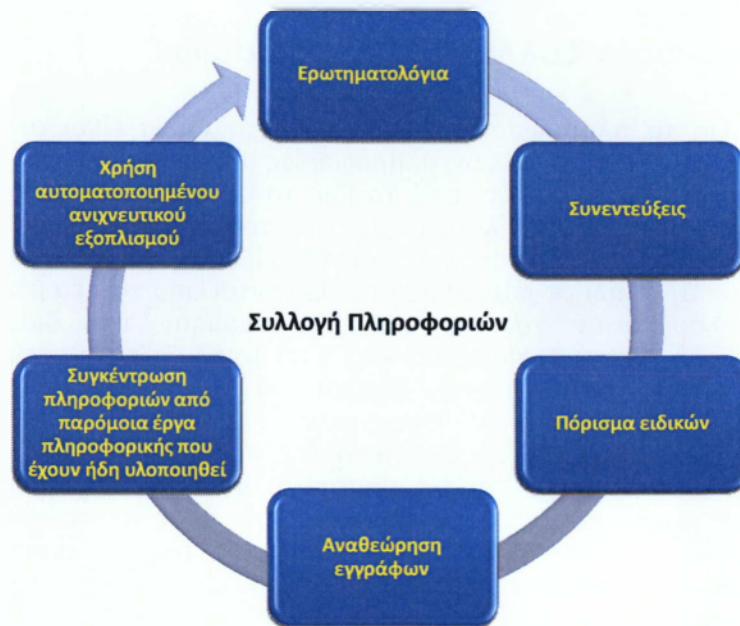 Ερωτηματολόγια
Συνεντεύξεις
Πόρισμα ειδικών
Αναθεώρηση
εγγράφων
Συγκέντρωση
πληροφοριών από
παρόμοια έργα
πληροφορικής που
έχουν ήδη υλοποιηθεί
Χρήση
αυτοματοποιημένου
ανιχνευτικού
εξοπλισμού
Συλλογή Πληροφοριών